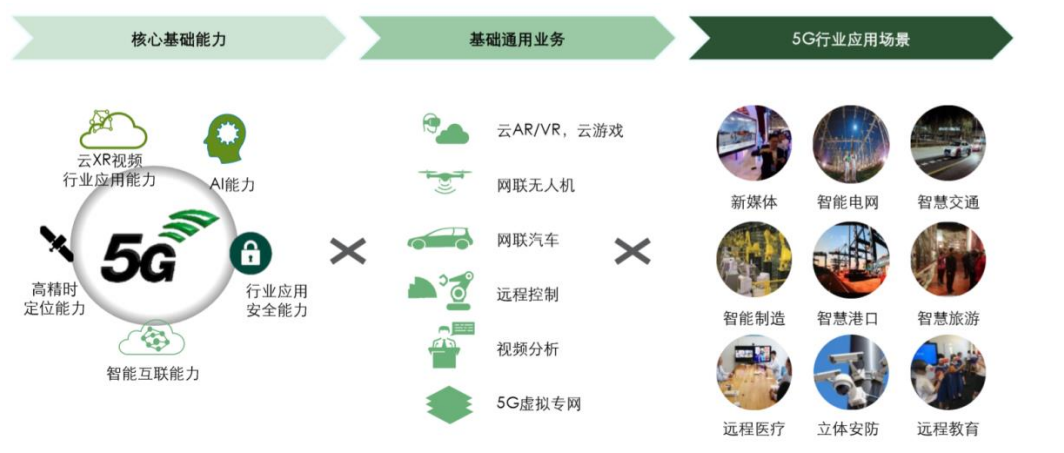 核心基础能力
基础通用业务
5G行业应用场景
云XR视频
行业应用能力
AI能力
5G
高精时
定位能力
行业应用
安全能力
智能互联能力
云AR/VR，云游戏
网联无人机
网联汽车
远程控制
视频分析
5G虚拟专网
新媒体
智能电网
智慧交通
智能制造
智慧港口
智慧旅游
远程医疗
立体安防
远程教育